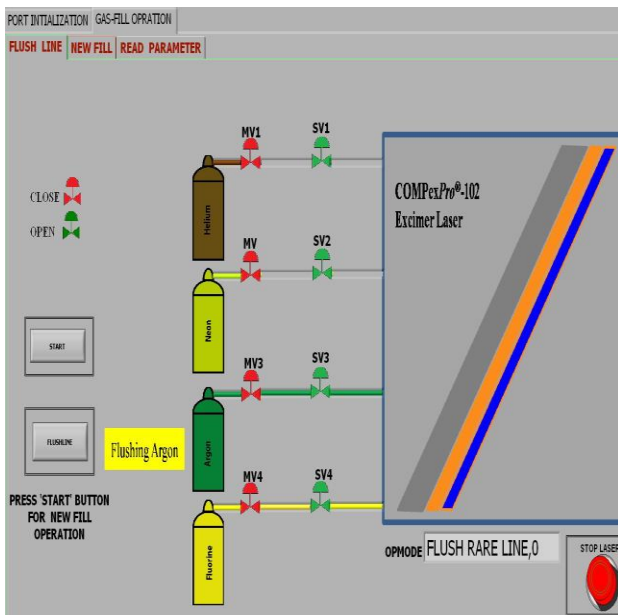 PORT INTIALIZATION GAS-FILL OPRATION
FLUSH LINE NEW FILL READ PARAMETER
MV1 SV1
CLOSE
OPEN
Helium
COMPexPro®-102
Excimer Laser
MV SV2
Neon
START
MV3 SV3
FLUSHLINE
Flushing Argon
Argon
MV4 SV4
PRESS 'START' BUTTON
FOR NEW FILL
OPERATION
Fluorine
OPMODE FLUSH RARE LINE,0
STOP LASER